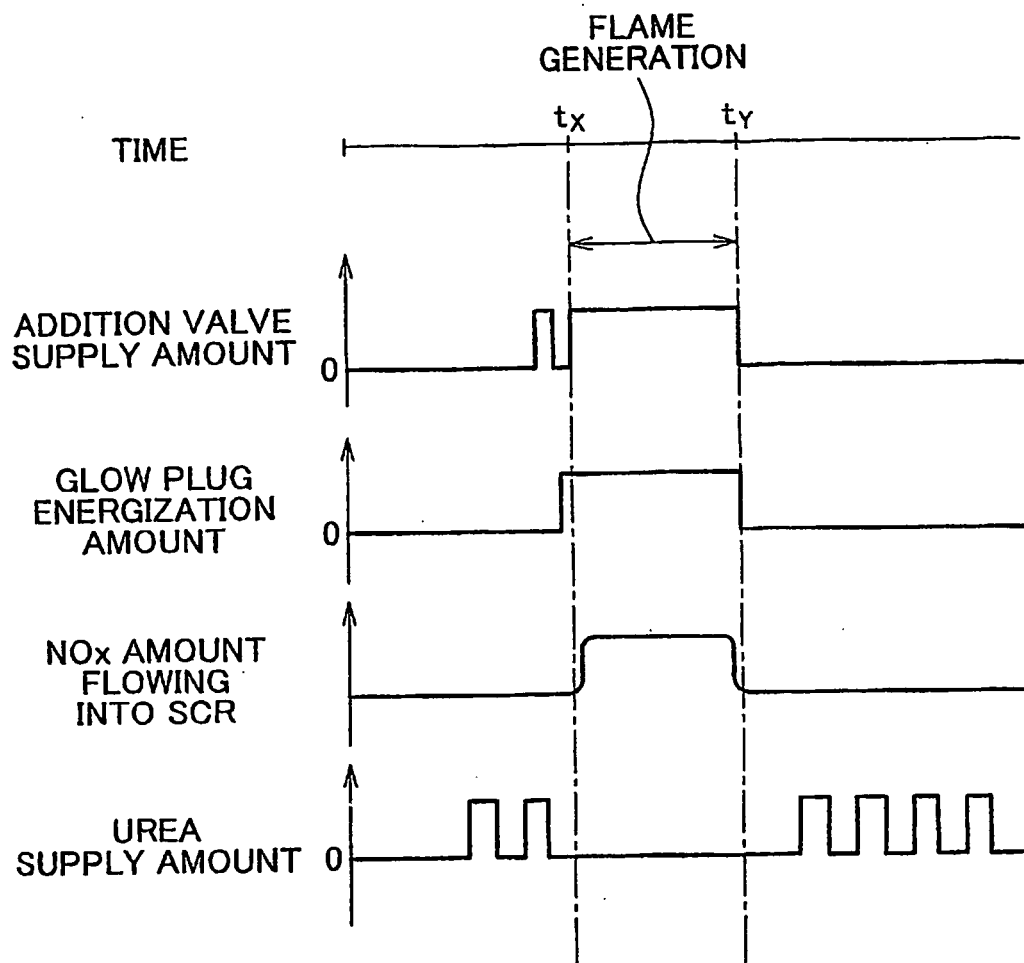 FLAME
GENERATION
tX tY
TIME
ADDITION VALVE
SUPPLY AMOUNT
0
GLOW PLUG
ENERGIZATION
AMOUNT
0
NOx AMOUNT
FLOWING
INTO SCR
UREA
SUPPLY AMOUNT
0